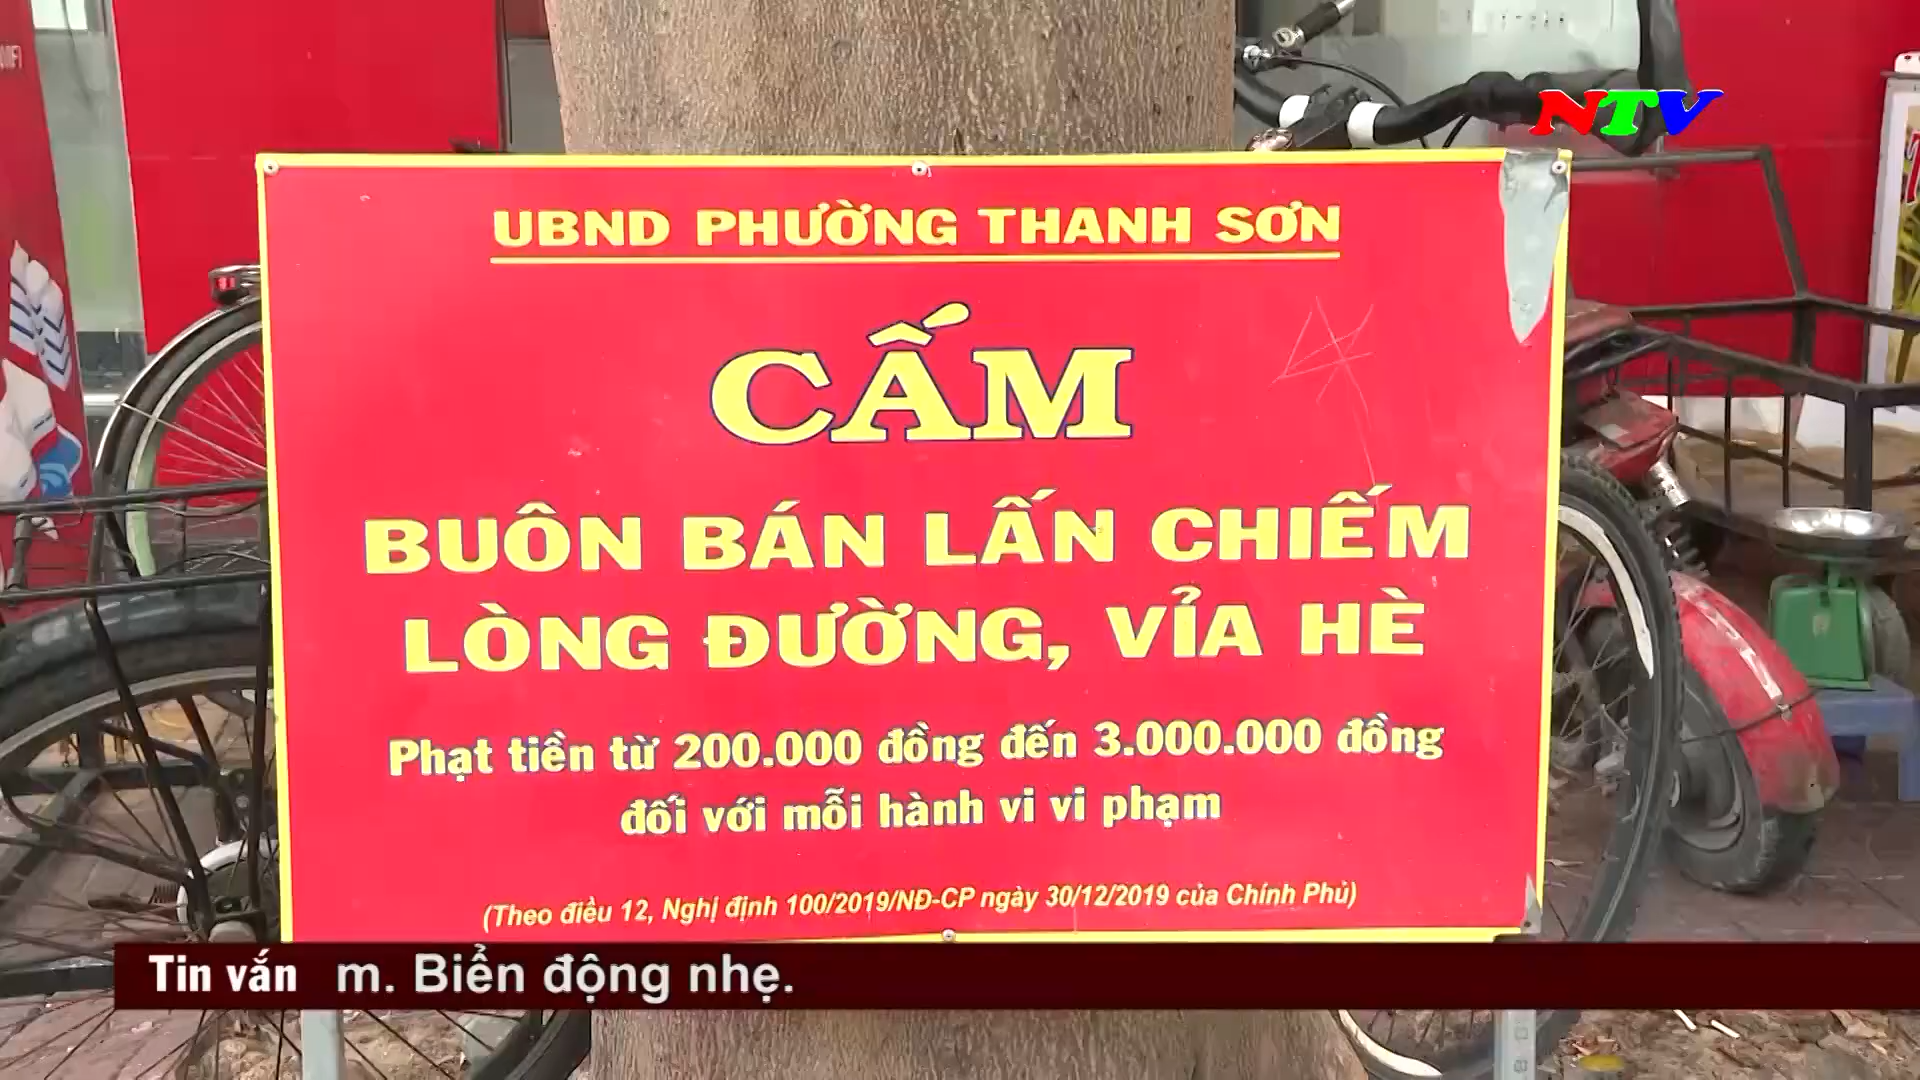 NTV
UBND PHƯỜNG THANH SƠN
CẤM
BUÔN BÁN LẤN CHIẾM
LÒNG ĐƯỜNG, VỈA HÈ
Phạt tiền từ 200.000 đồng đến 3.000.000 đồng
đối với mỗi hành vi vi phạm
(Theo điều 12, Nghị định 100/2019/NĐ-CP ngày 30/12/2019 của Chính Phủ)
Tin vắn m. Biển động nhẹ.